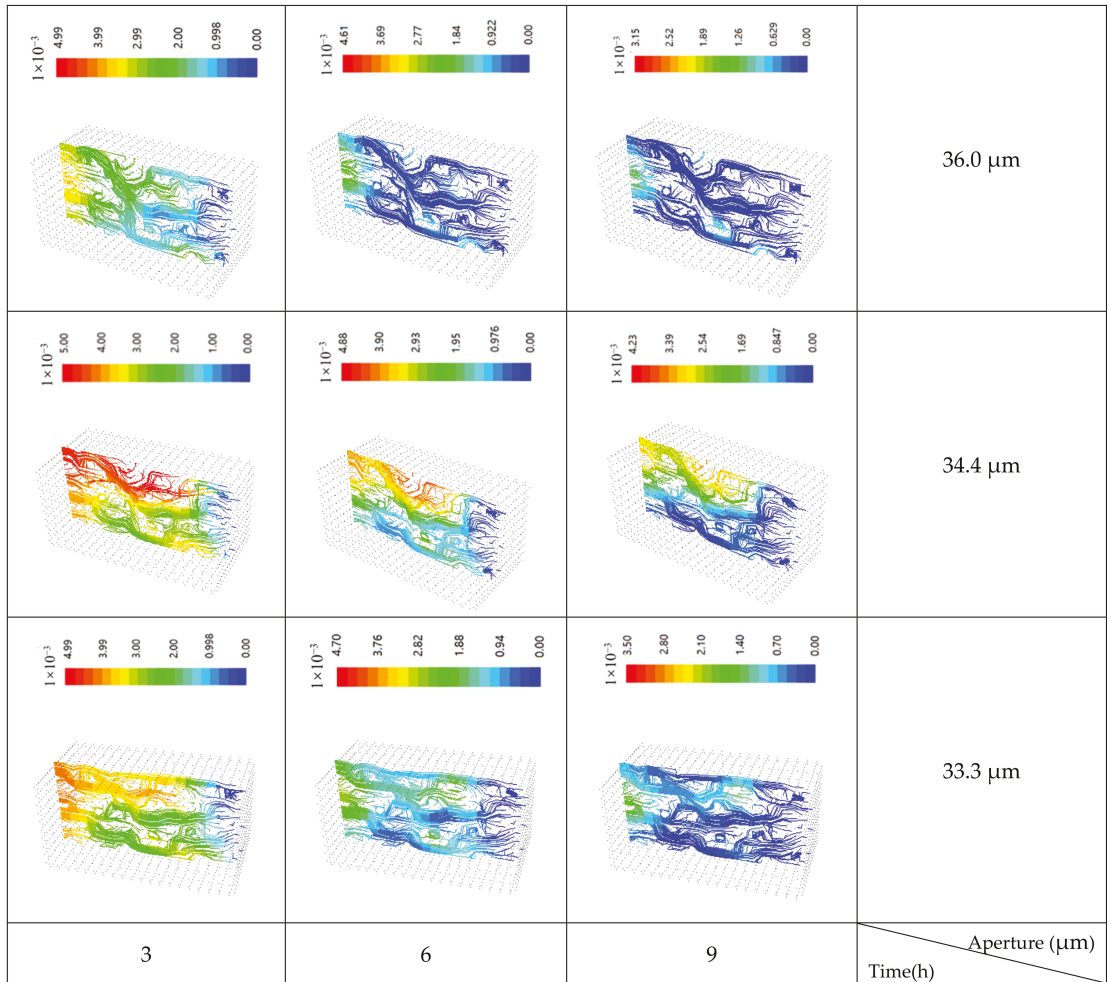 1×10⁻³
4.99 3.99 2.99 2.00 0.998 0.00
1×10⁻³
4.61 3.69 2.77 1.84 0.922 0.00
1×10⁻³
3.15 2.52 1.89 1.26 0.629 0.00
36.0 µm
1×10⁻³
5.00 4.00 3.00 2.00 1.00 0.00
1×10⁻³
4.88 3.90 2.93 1.95 0.976 0.00
1×10⁻³
4.23 3.39 2.54 1.69 0.847 0.00
34.4 µm
1×10⁻³
4.99 3.99 3.00 2.00 0.998 0.00
1×10⁻³
4.70 3.76 2.82 1.88 0.94 0.00
1×10⁻³
3.50 2.80 2.10 1.40 0.70 0.00
33.3 µm
3
6
9
Aperture (µm)
Time(h)